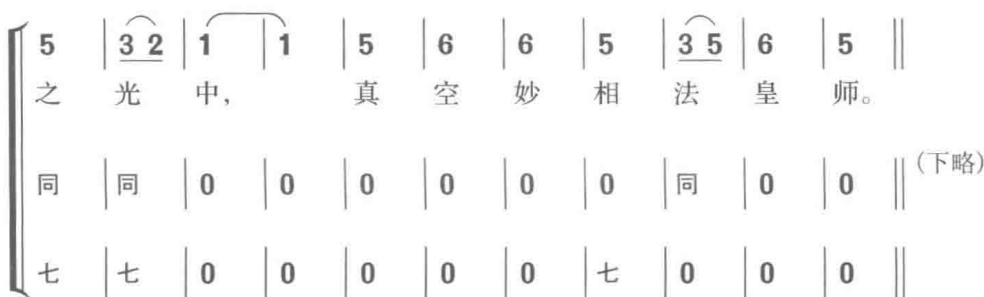 5 | 3 2 | 1 | 1 | 5 | 6 | 6 | 5 | 3 5 | 6 | 5 ||
之 光 中， 真 空 妙 相 法 皇 师。
同 | 同 | 0 | 0 | 0 | 0 | 0 | 0 | 同 | 0 | 0 || (下略)
七 | 七 | 0 | 0 | 0 | 0 | 0 | 七 | 0 | 0 | 0 ||